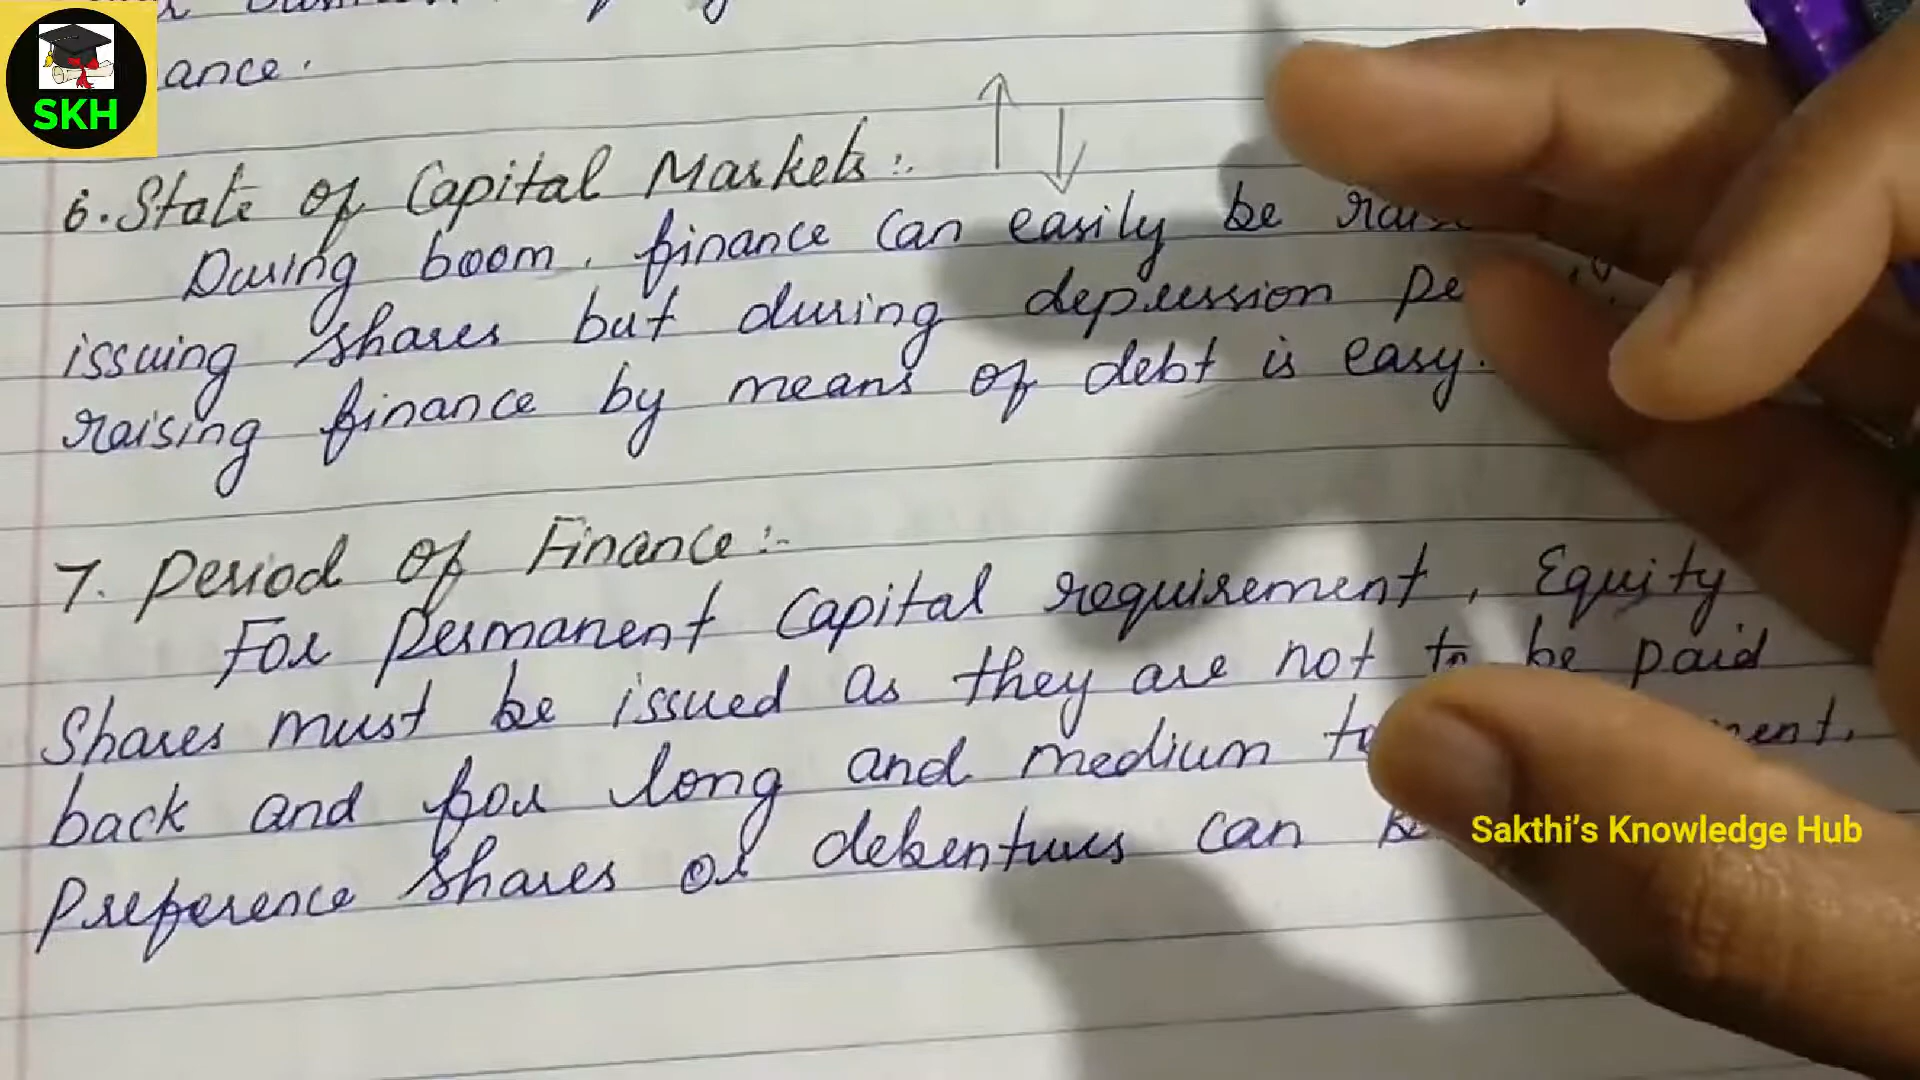 ance.
SKH
6. State of Capital Markets :-
During boom, finance can easily be
issuing shares but during depression
raising finance by means of debt is easy.
7. Period of Finance :-
For Permanent Capital requirement, Equity
Shares must be issued as they are not to be paid
back and for long and medium
Preference shares or debentures can be
Sakthi's Knowledge Hub